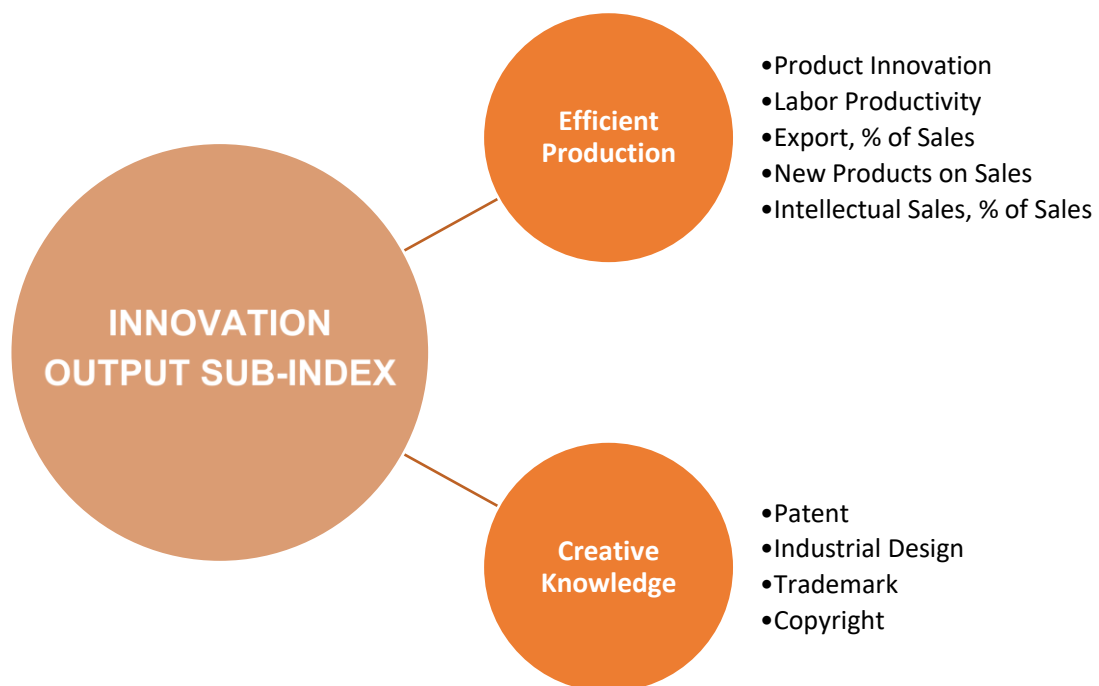 INNOVATION
OUTPUT SUB-INDEX
Efficient
Production
•Product Innovation
•Labor Productivity
•Export, % of Sales
•New Products on Sales
•Intellectual Sales, % of Sales
Creative
Knowledge
•Patent
•Industrial Design
•Trademark
•Copyright